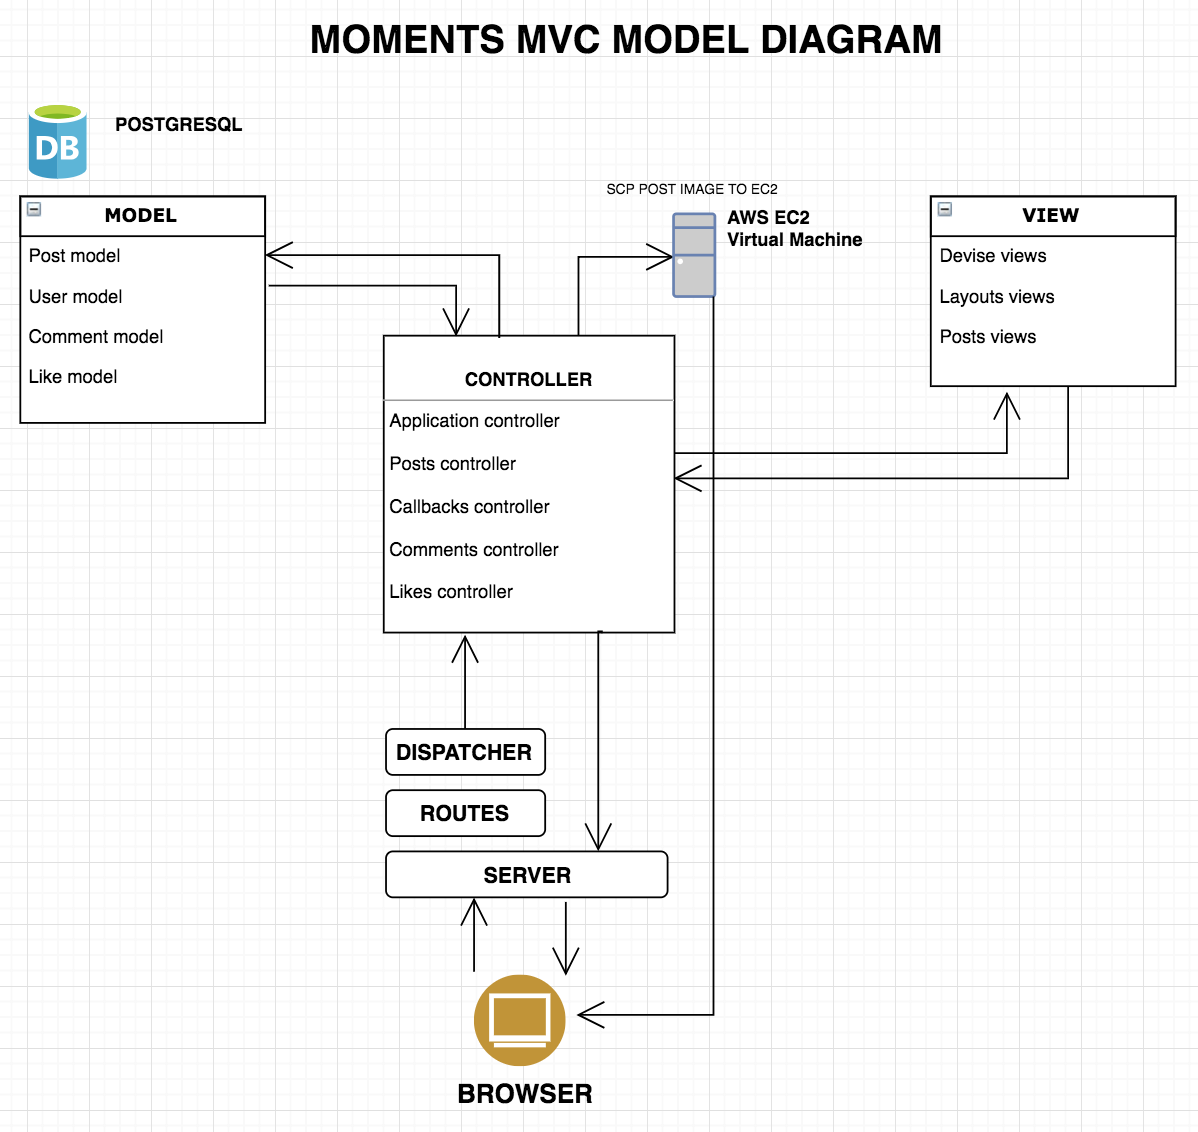 MOMENTS MVC MODEL DIAGRAM
DB
POSTGRESQL
MODEL
Post model
User model
Comment model
Like model
SCP POST IMAGE TO EC2
AWS EC2
Virtual Machine
VIEW
Devise views
Layouts views
Posts views
CONTROLLER
Application controller
Posts controller
Callbacks controller
Comments controller
Likes controller
DISPATCHER
ROUTES
SERVER
BROWSER